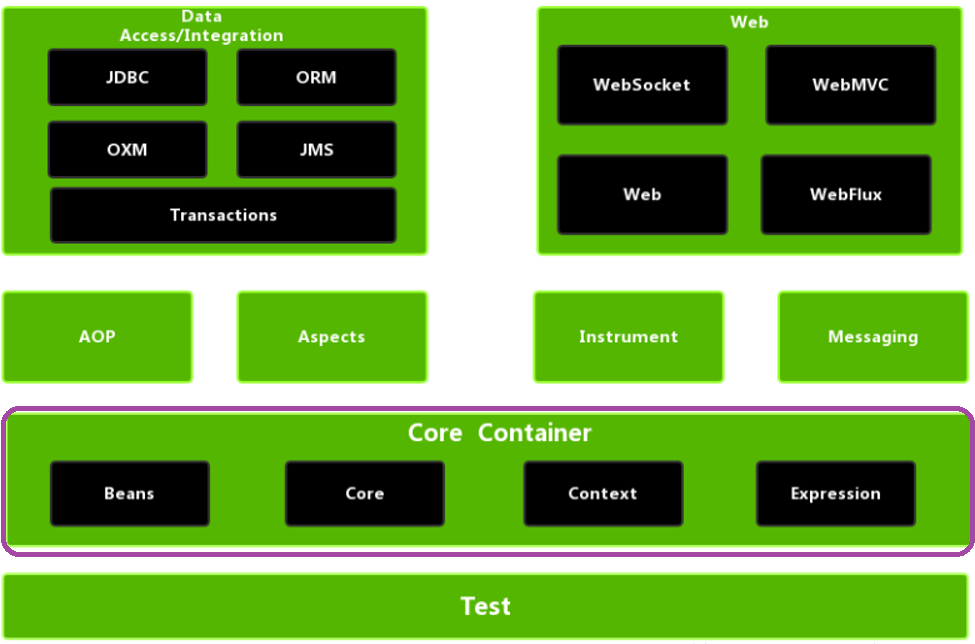 Data
Access/Integration
JDBC
ORM
OXM
JMS
Transactions
Web
WebSocket
WebMVC
Web
WebFlux
AOP
Aspects
Instrument
Messaging
Core Container
Beans
Core
Context
Expression
Test